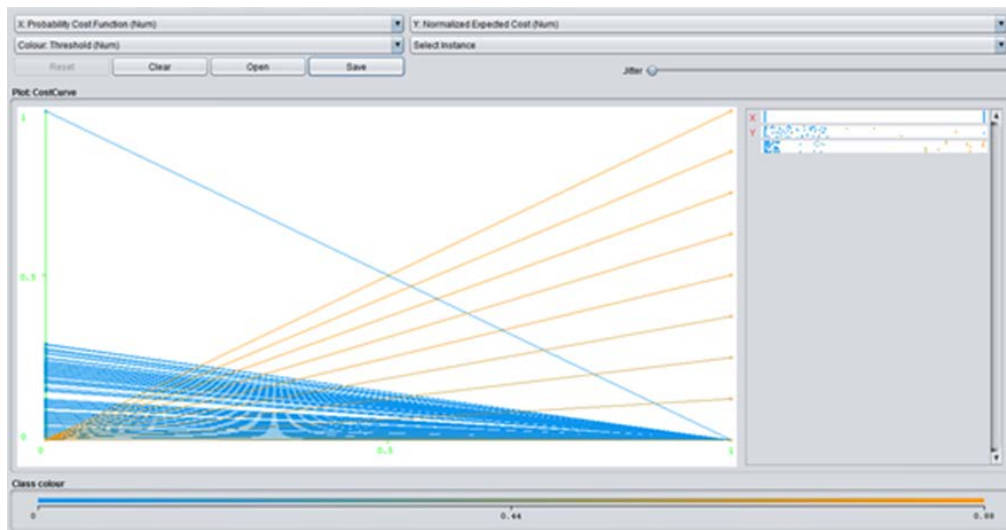 X: Probability Cost Function (Num) Y: Normalized Expected Cost (Num)
Colour: Threshold (Num) Select Instance
Reset Clear Open Save Jitter
Plot: CostCurve
1
X
Y
0.5
0
0 0.5 1
Class colour
0 0.44 0.88